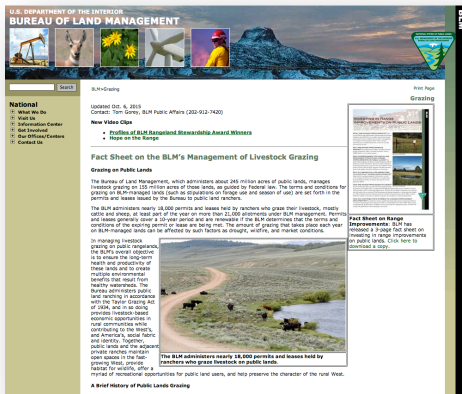 U.S. DEPARTMENT OF THE INTERIOR
BUREAU OF LAND MANAGEMENT
BLM
Search
BLM>Grazing
Print Page
Grazing
National
What We Do
Visit Us
Information Center
Get Involved
Our Offices/Centers
Contact Us
Updated Oct. 6, 2015
Contact: Tom Gorey, BLM Public Affairs (202-912-7420)
New Video Clips
Profiles of BLM Rangeland Stewardship Award Winners
Hope on the Range
Fact Sheet on the BLM's Management of Livestock Grazing
Grazing on Public Lands
The Bureau of Land Management, which administers about 245 million acres of public lands, manages
livestock grazing on 155 million acres of those lands, as guided by Federal law. The terms and conditions for
grazing on BLM-managed lands (such as stipulations on forage use and season of use) are set forth in the
permits and leases issued by the Bureau to public land ranchers.
The BLM administers nearly 18,000 permits and leases held by ranchers who graze their livestock, mostly
cattle and sheep, at least part of the year on more than 21,000 allotments under BLM management. Permits
and leases generally cover a 10-year period and are renewable if the BLM determines that the terms and
conditions of the expiring permit or lease are being met. The amount of grazing that takes place each year
on BLM-managed lands can be affected by such factors as drought, wildfire, and market conditions.
In managing livestock
grazing on public rangelands,
the BLM's overall objective
is to ensure the long-term
health and productivity of
these lands and to create
multiple environmental
benefits that result from
healthy watersheds. The
Bureau administers public
land ranching in accordance
with the Taylor Grazing Act
of 1934, and in so doing
provides livestock-based
economic opportunities in
rural communities while
contributing to the West's,
and America's, social fabric
and identity. Together,
public lands and the adjacent
private ranches maintain
open spaces in the fast-
growing West, provide
habitat for wildlife, offer a
myriad of recreational opportunities for public land users, and help preserve the character of the rural West.
The BLM administers nearly 18,000 permits and leases held by
ranchers who graze livestock on public lands.
A Brief History of Public Lands Grazing
Fact Sheet on Range
Improvements: BLM has
released a 3-page fact sheet on
investing in range improvements
on public lands. Click here to
download a copy.